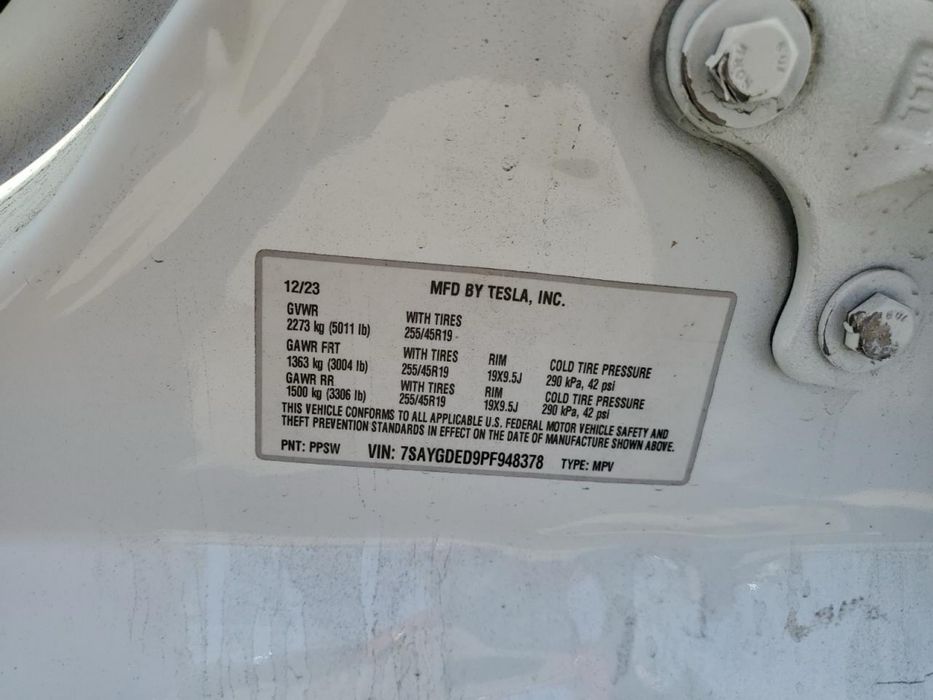 12/23 MFD BY TESLA, INC.
GVWR WITH TIRES
2273 kg (5011 lb) 255/45R19
GAWR FRT WITH TIRES RIM COLD TIRE PRESSURE
1363 kg (3004 lb) 255/45R19 19X9.5J 290 kPa, 42 psi
GAWR RR WITH TIRES RIM COLD TIRE PRESSURE
1500 kg (3306 lb) 255/45R19 19X9.5J 290 kPa, 42 psi
THIS VEHICLE CONFORMS TO ALL APPLICABLE U.S. FEDERAL MOTOR VEHICLE SAFETY AND
THEFT PREVENTION STANDARDS IN EFFECT ON THE DATE OF MANUFACTURE SHOWN ABOVE.
PNT: PPSW VIN: 7SAYGDED9PF948378 TYPE: MPV